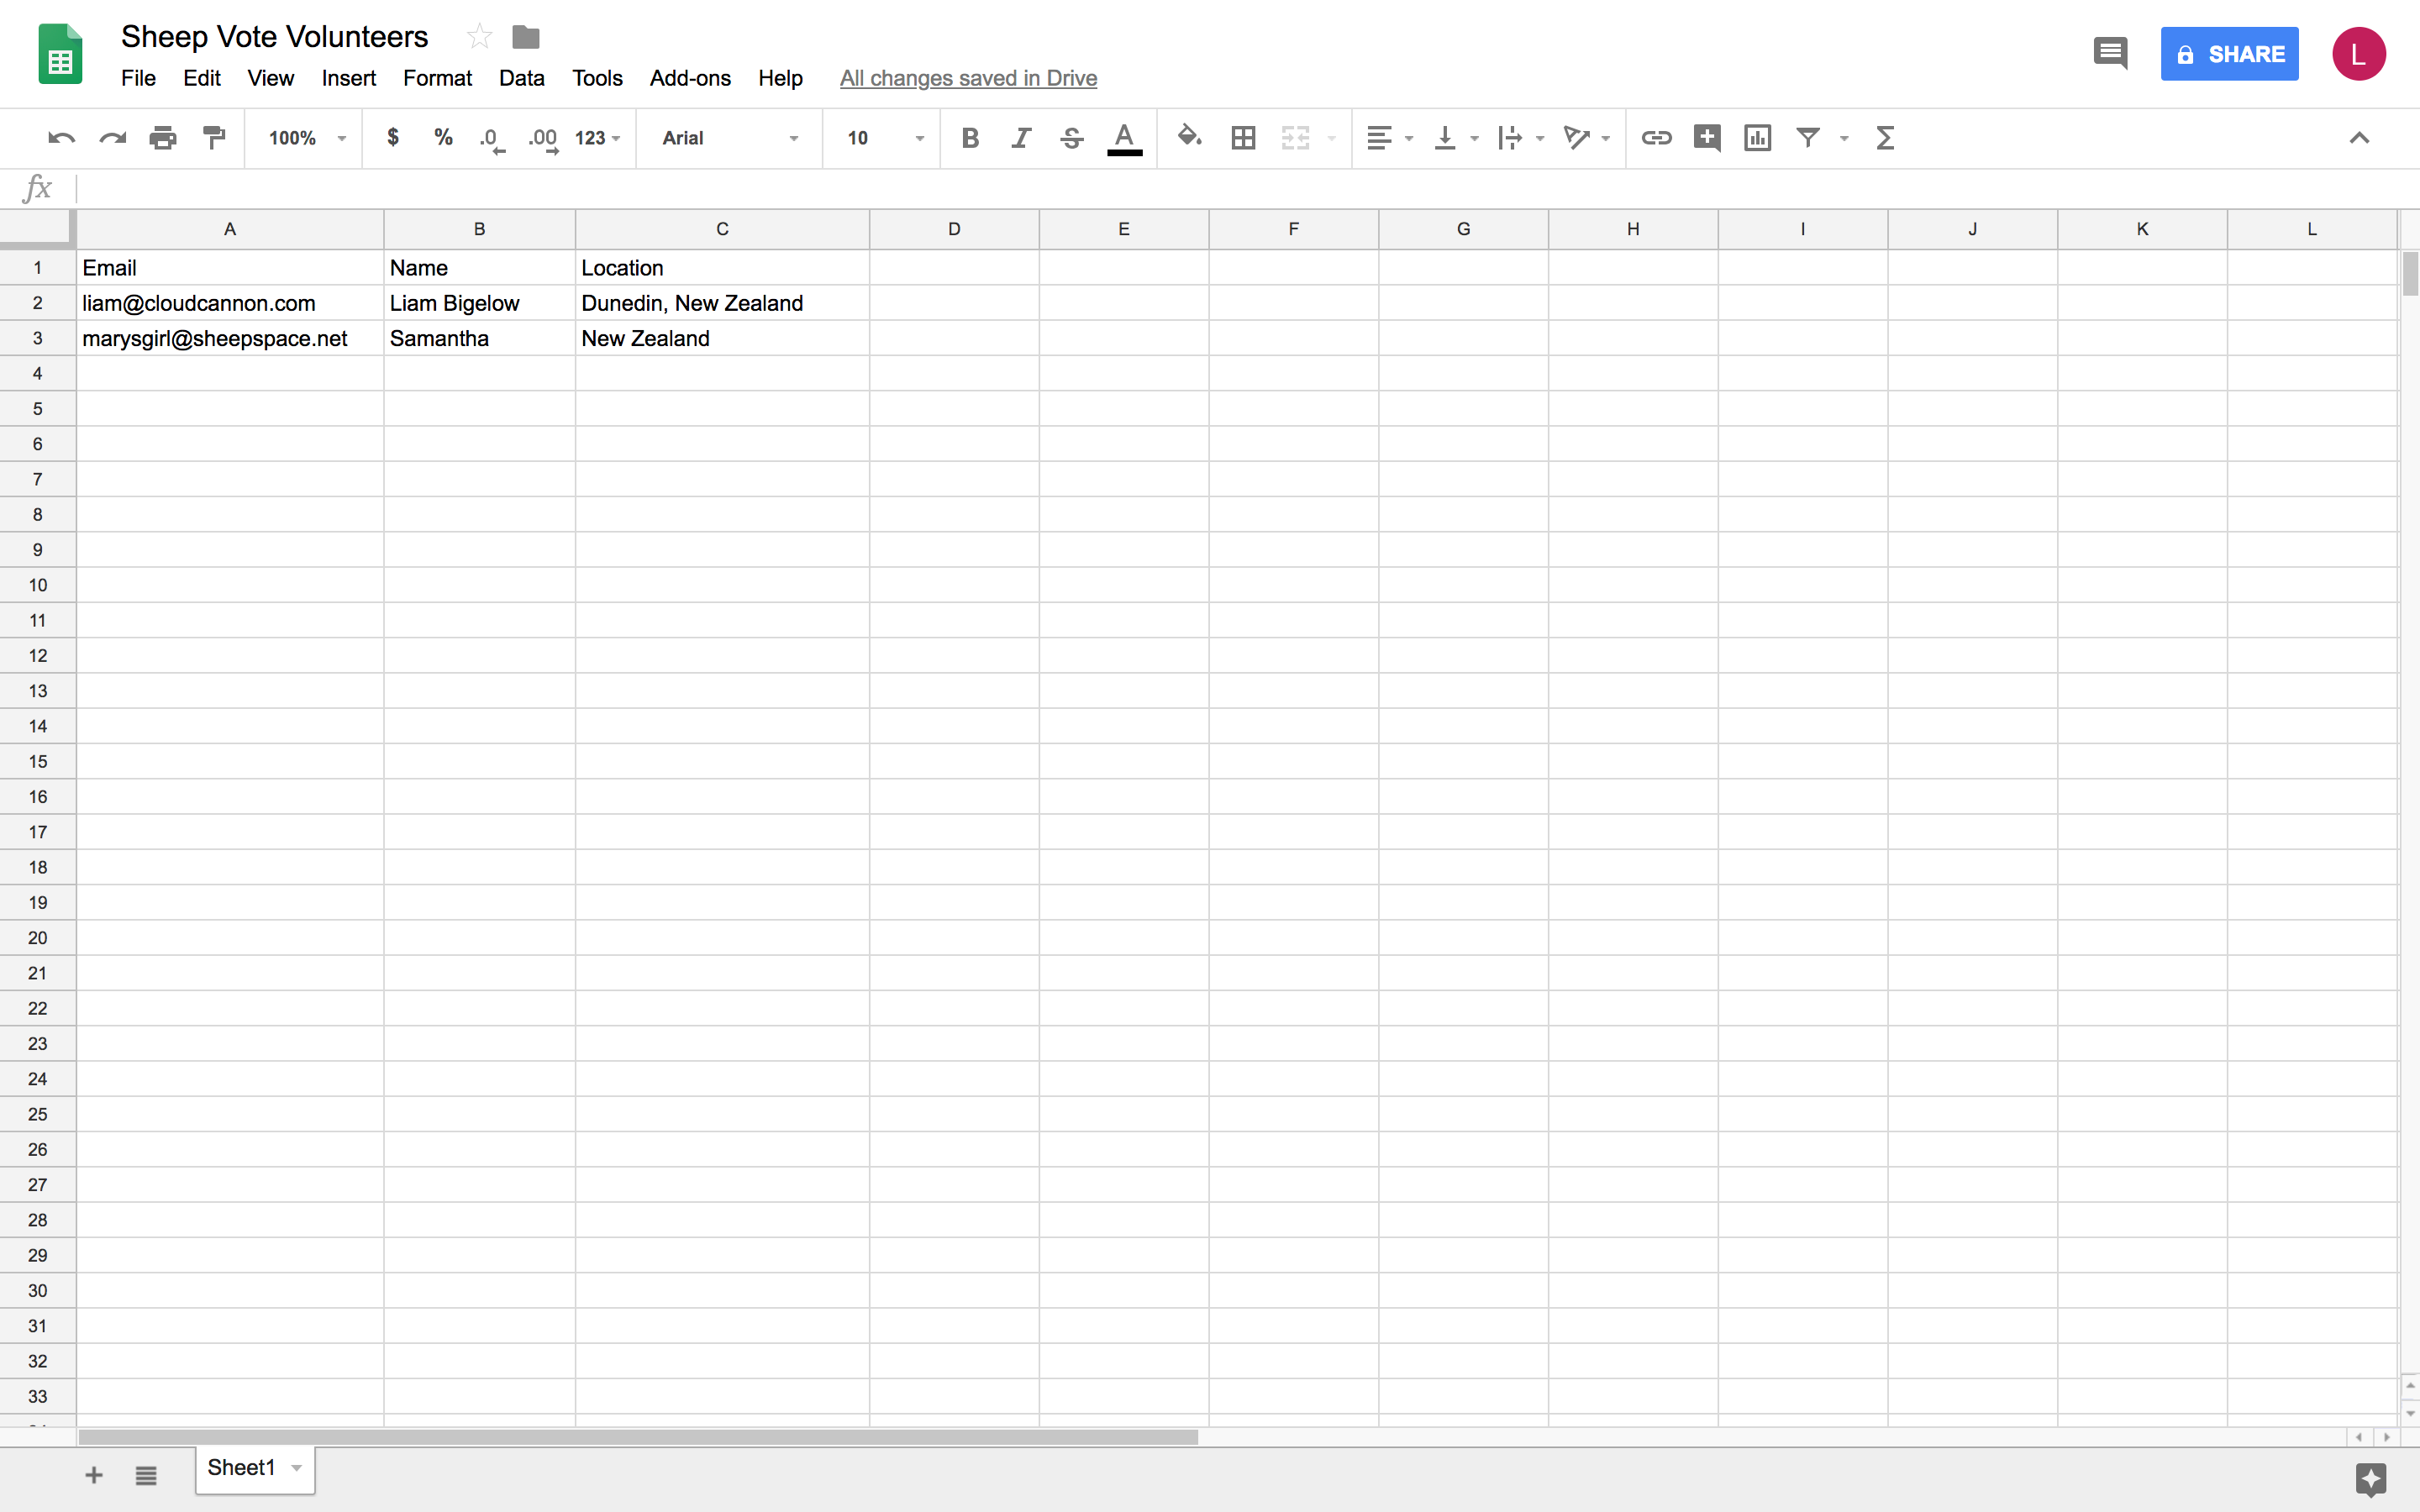 Sheep Vote Volunteers
File Edit View Insert Format Data Tools Add-ons Help All changes saved in Drive
SHARE
L
100% $ % .0 .00 123 Arial 10 B I S A Σ
fx
A B C D E F G H I J K L
1 Email Name Location
2 liam@cloudcannon.com Liam Bigelow Dunedin, New Zealand
3 marysgirl@sheepspace.net Samantha New Zealand
4
5
6
7
8
9
10
11
12
13
14
15
16
17
18
19
20
21
22
23
24
25
26
27
28
29
30
31
32
33
Sheet1